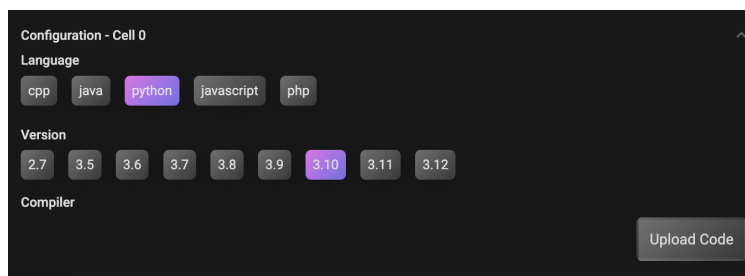 Configuration - Cell 0
Language
cpp java python javascript php
Version
2.7 3.5 3.6 3.7 3.8 3.9 3.10 3.11 3.12
Compiler
Upload Code